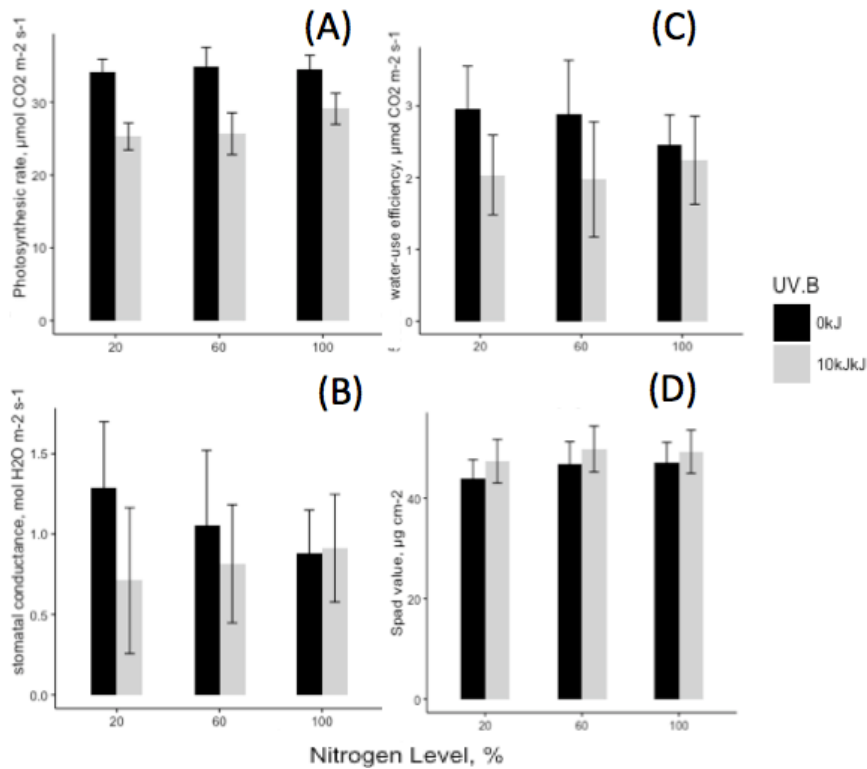 (A)
Photosynthesic rate, µmol CO2 m-2 s-1
30
20
10
0
20
60
100
(C)
water-use efficiency, µmol CO2 m-2 s-1
3
2
1
0
20
60
100
UV.B
0kJ
10kJkJ
(B)
stomatal conductance, mol H2O m-2 s-1
1.5
1.0
0.5
0.0
20
60
100
(D)
Spad value, µg cm-2
40
20
0
20
60
100
Nitrogen Level, %